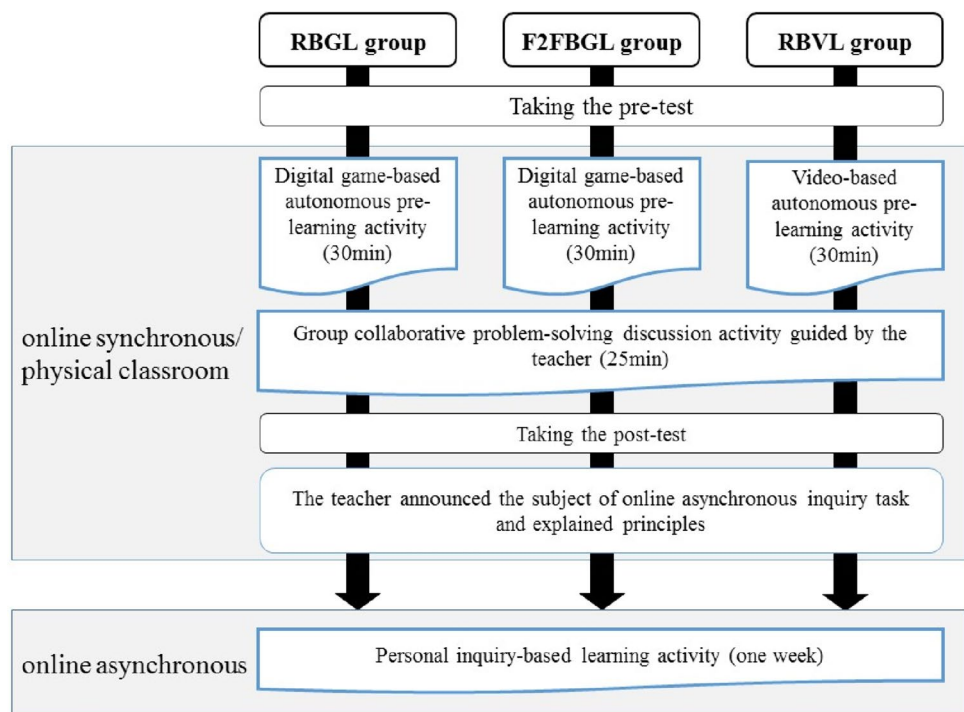 RBGL group
F2FBGL group
RBVL group
Taking the pre-test
Digital game-based
autonomous pre-
learning activity
(30min)
Digital game-based
autonomous pre-
learning activity
(30min)
Video-based
autonomous pre-
learning activity
(30min)
online synchronous/
physical classroom
Group collaborative problem-solving discussion activity guided by the
teacher (25min)
Taking the post-test
The teacher announced the subject of online asynchronous inquiry task
and explained principles
online asynchronous
Personal inquiry-based learning activity (one week)